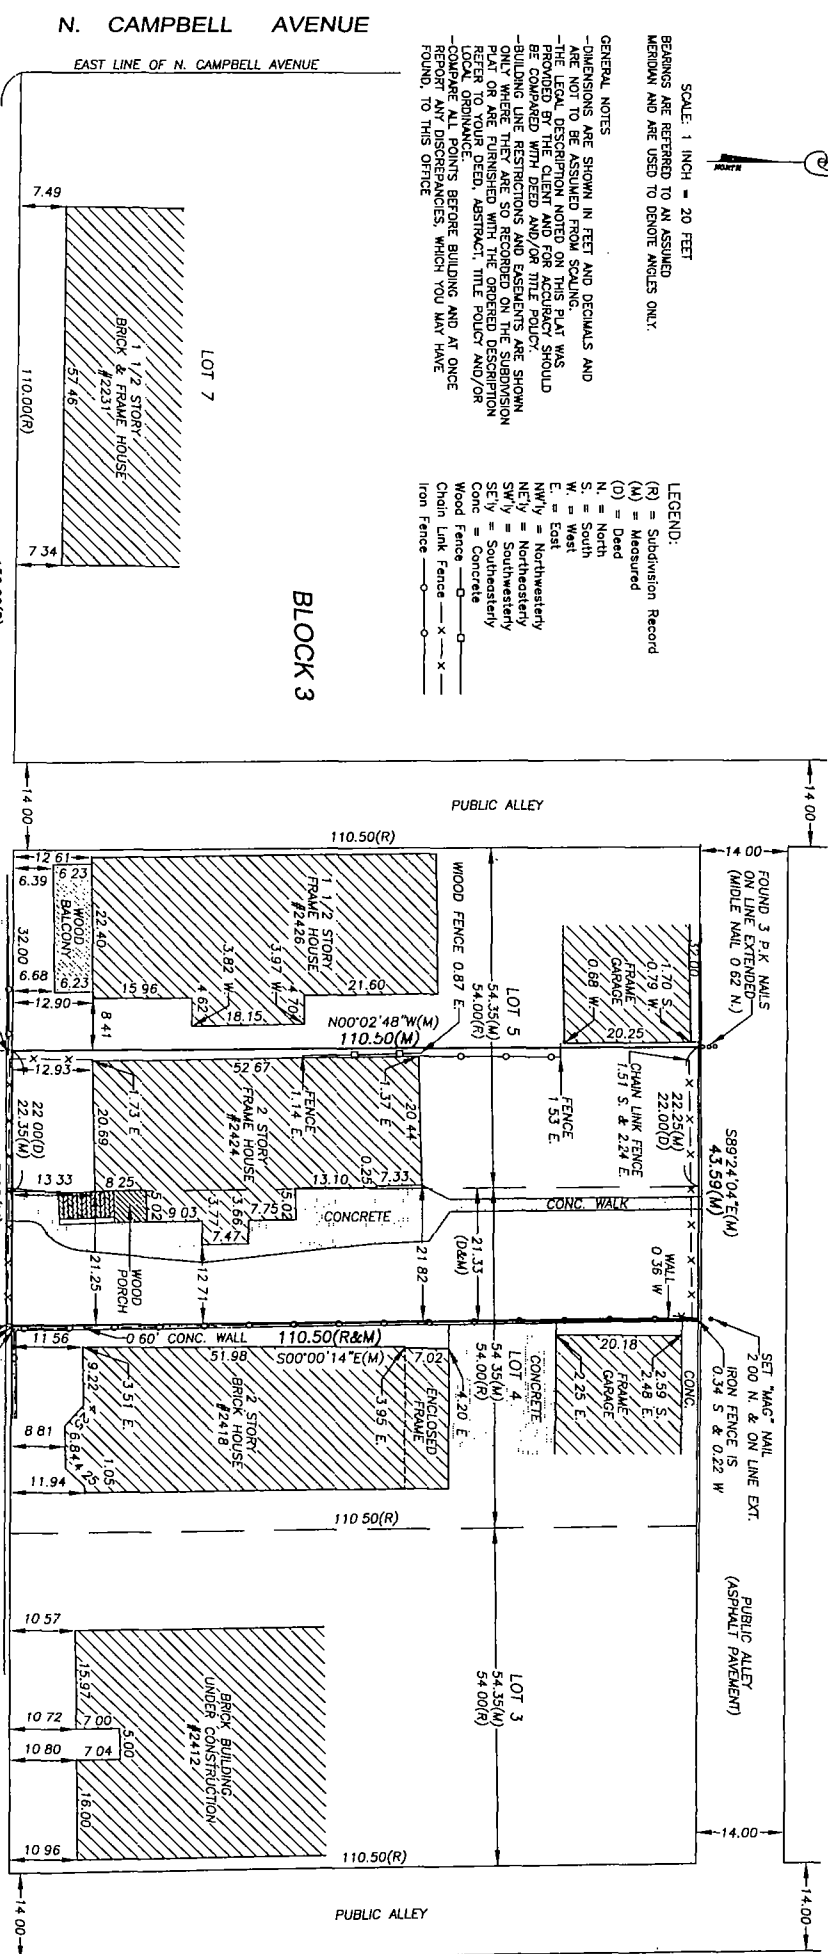 N. CAMPBELL AVENUE
EAST LINE OF N. CAMPBELL AVENUE
SCALE: 1 INCH = 20 FEET
NORTH
BEARINGS ARE REFERRED TO AN ASSUMED
MERIDIAN AND ARE USED TO DENOTE ANGLES ONLY.
GENERAL NOTES
-DIMENSIONS ARE SHOWN IN FEET AND DECIMALS AND
ARE NOT TO BE ASSUMED FROM SCALING.
-THE LEGAL DESCRIPTION NOTED ON THIS PLAT WAS
PROVIDED BY THE CLIENT AND FOR ACCURACY SHOULD
BE COMPARED WITH DEED AND/OR TITLE POLICY.
-BUILDING LINE RESTRICTIONS AND EASEMENTS ARE SHOWN
ONLY WHERE THEY ARE SO RECORDED ON THE SUBDIVISION
PLAT OR ARE FURNISHED WITH THE ORDERED DESCRIPTION
REFER TO YOUR DEED, ABSTRACT, TITLE POLICY AND/OR
LOCAL ORDINANCE.
-COMPARE ALL POINTS BEFORE BUILDING AND AT ONCE
REPORT ANY DISCREPANCIES, WHICH YOU MAY HAVE
FOUND, TO THIS OFFICE
LEGEND:
(R) = Subdivision Record
(M) = Measured
(D) = Deed
N. = North
S. = South
W. = West
E. = East
NW'ly = Northwesterly
NE'ly = Northeasterly
SW'ly = Southwesterly
SE'ly = Southeasterly
Conc = Concrete
Wood Fence
Chain Link Fence
Iron Fence
7.49
LOT 7
1 1/2 STORY
BRICK & FRAME HOUSE
#2231
57 46
110.00(R)
7 34
BLOCK 3
14 00
PUBLIC ALLEY
14 00
110.50(R)
14 00
FOUND 3 P.K NAILS
ON LINE EXTENDED
(MIDLE NAIL 0 62 N.)
12 61
6.39
6 23
WOOD
BALCONY
32.00
6.68
6.23
12.90
22.40
1 1/2 STORY
FRAME HOUSE
#2426
15 96
4 62
3.82 W.
18.15
3.97 W.
4 70
21.60
8 41
WIOOD FENCE 0.87 E.
LOT 5
54.35(M)
54.00(R)
32.00
1.70 S.
0.79 W.
FRAME
GARAGE
0.68 W.
20.25
N00°02'48"W(M)
110.50(M)
12.93
52 67
1.73 E.
2 STORY
FRAME HOUSE
#2424
FENCE
1.14 E.
1.37 E.
20 44
FENCE
1 53 E.
CHAIN LINK FENCE
1.51 S. & 2.24 E.
22.25(M)
22.00(D)
S89°24'04"E(M)
43.59(M)
22 00(D)
22.35(M)
20.69
13 33
8 25
5.02
9 03
3.77
3.66
7.47
7.75
5.02
13.10
0.25
7.33
CONCRETE
CONC. WALK
21.33
(D&M)
WALL
0 36 W
WOOD
PORCH
21.25
12 71
21 82
0 60' CONC. WALL
110.50(R&M)
S00°00'14"E(M)
SET "MAG" NAIL
2 00 N. & ON LINE EXT.
IRON FENCE IS
0.34 S & 0.22 W
11.56
51.98
3.51 E.
9.22
6.84
1.05
8 81
11.94
2 STORY
BRICK HOUSE
#2418
3.95 E.
7.02
ENCLOSED
FRAME
4.20 E
LOT 4
54.35(M)
54.00(R)
CONCRETE
20.18
2.25 E.
FRAME
GARAGE
2.59 S.
2.48 E.
CONC.
110 50(R)
PUBLIC ALLEY
(ASPHALT PAVEMENT)
10 57
15.97
10 72
7 00
5.00
10 80
7 04
16.00
10 96
BRICK BUILDING
UNDER CONSTRUCTION
#2412
LOT 3
54.35(M)
54 00(R)
14.00
110.50(R)
14 00
PUBLIC ALLEY
14.00